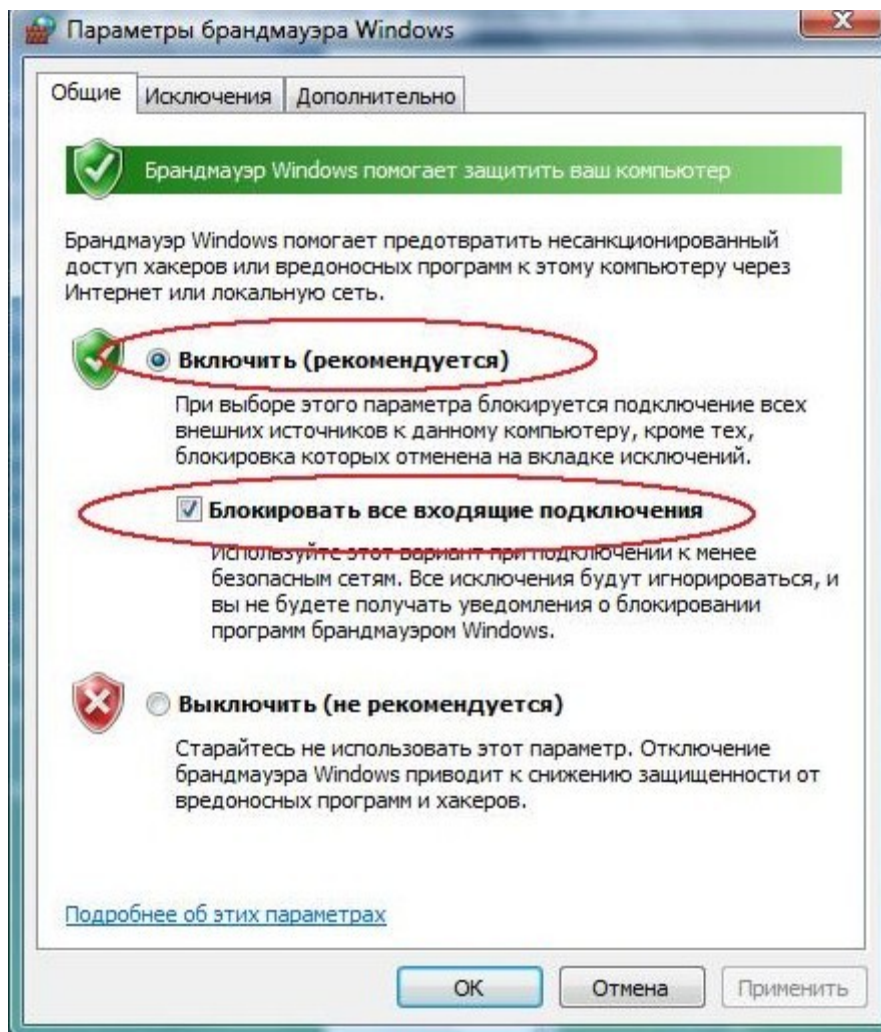 Параметры брандмауэра Windows
Общие
Исключения
Дополнительно
Брандмауэр Windows помогает защитить ваш компьютер
Брандмауэр Windows помогает предотвратить несанкционированный
доступ хакеров или вредоносных программ к этому компьютеру через
Интернет или локальную сеть.
Включить (рекомендуется)
При выборе этого параметра блокируется подключение всех
внешних источников к данному компьютеру, кроме тех,
блокировка которых отменена на вкладке исключений.
Блокировать все входящие подключения
Используйте этот вариант при подключении к менее
безопасным сетям. Все исключения будут игнорироваться, и
вы не будете получать уведомления о блокировании
программ брандмауэром Windows.
Выключить (не рекомендуется)
Старайтесь не использовать этот параметр. Отключение
брандмауэра Windows приводит к снижению защищенности от
вредоносных программ и хакеров.
Подробнее об этих параметрах
ОК
Отмена
Применить